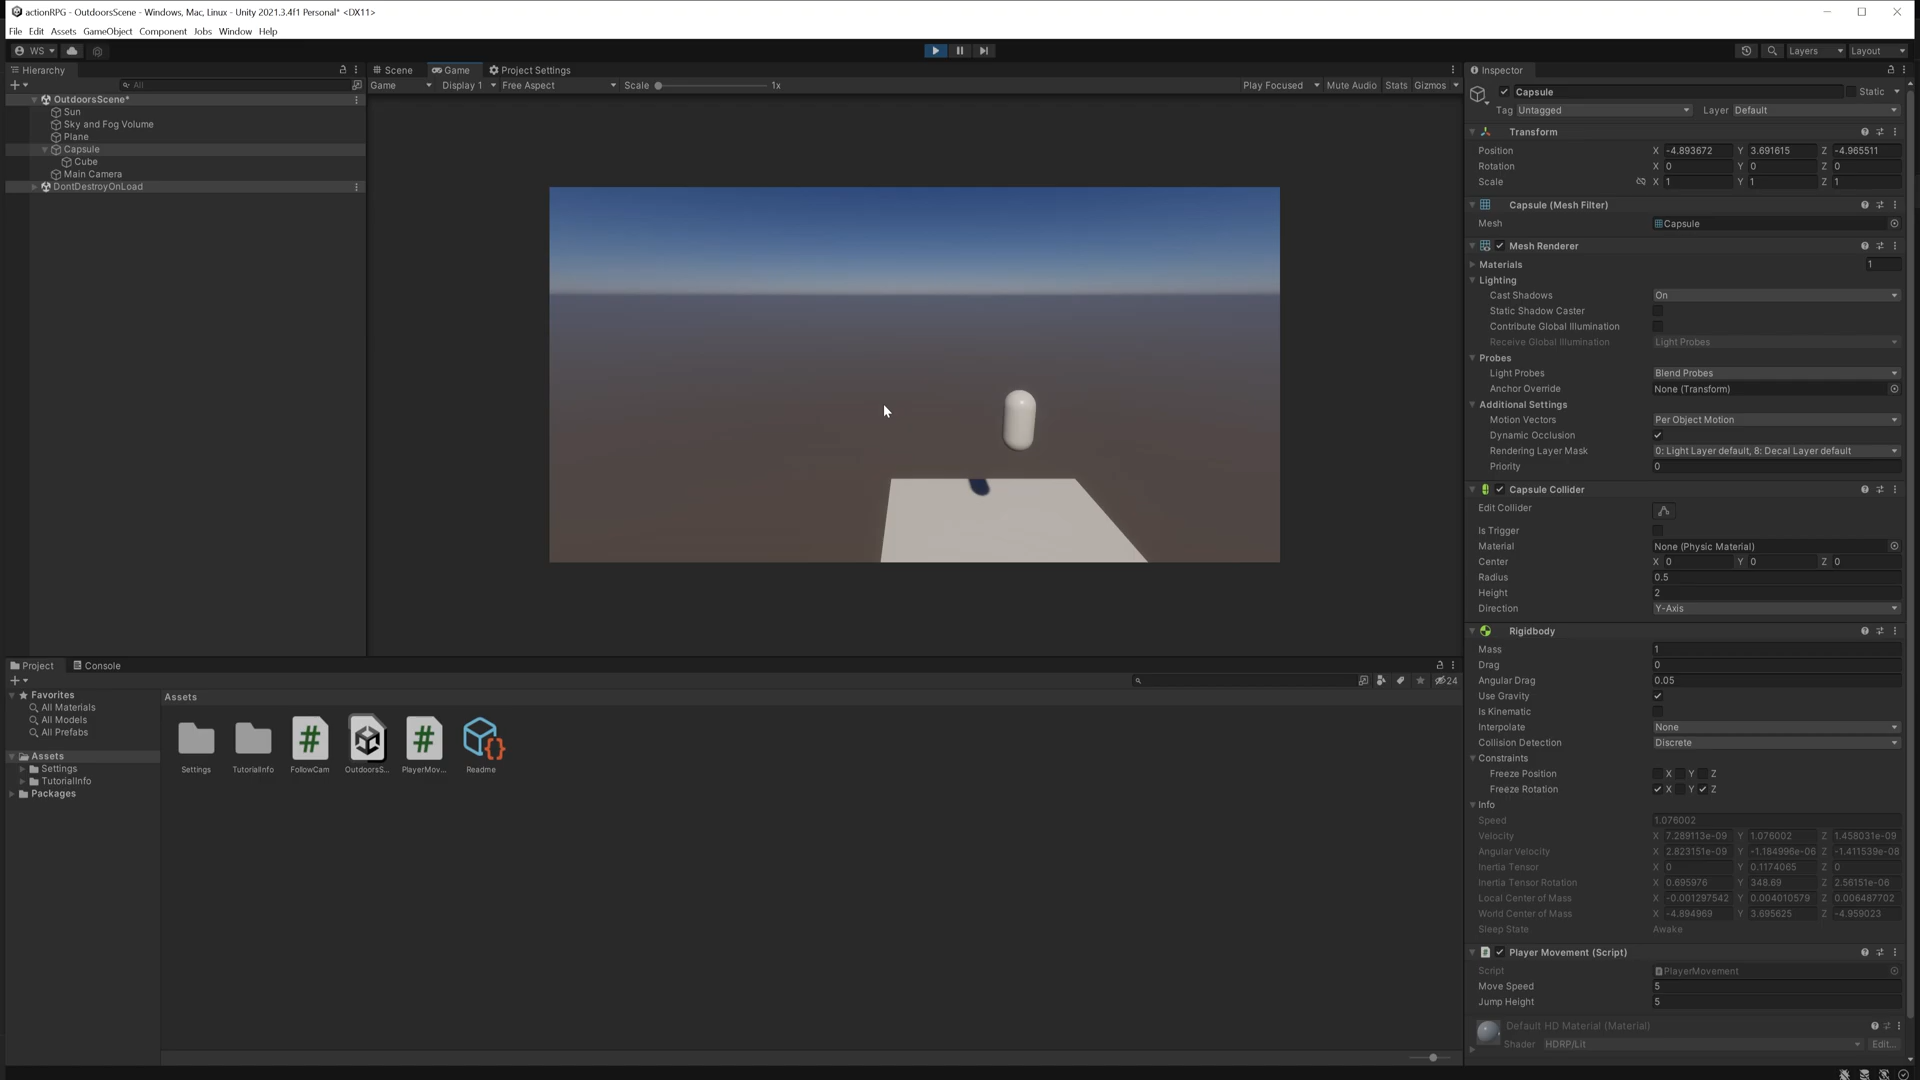 actionRPG - OutdoorsScene - Windows, Mac, Linux - Unity 2021.3.4f1 Personal* <DX11>
File Edit Assets GameObject Component Jobs Window Help
WS
Layers Layout
Hierarchy
All
OutdoorsScene*
Sun
Sky and Fog Volume
Plane
Capsule
Cube
Main Camera
DontDestroyOnLoad
Scene Game Project Settings
Game Display 1 Free Aspect Scale 1x Play Focused Mute Audio Stats Gizmos
Inspector
Capsule Static
Tag Untagged Layer Default
Transform
Position X -4.893672 Y 3.691615 Z -4.965511
Rotation X 0 Y 0 Z 0
Scale X 1 Y 1 Z 1
Capsule (Mesh Filter)
Mesh Capsule
Mesh Renderer
Materials 1
Lighting
Cast Shadows On
Static Shadow Caster
Contribute Global Illumination
Receive Global Illumination Light Probes
Probes
Light Probes Blend Probes
Anchor Override None (Transform)
Additional Settings
Motion Vectors Per Object Motion
Dynamic Occlusion
Rendering Layer Mask 0: Light Layer default, 8: Decal Layer default
Priority 0
Capsule Collider
Edit Collider
Is Trigger
Material None (Physic Material)
Center X 0 Y 0 Z 0
Radius 0.5
Height 2
Direction Y-Axis
Rigidbody
Mass 1
Drag 0
Angular Drag 0.05
Use Gravity
Is Kinematic
Interpolate None
Collision Detection Discrete
Constraints
Freeze Position X Y Z
Freeze Rotation X Y Z
Info
Speed 1.076002
Velocity X 7.289113e-09 Y 1.076002 Z 1.458031e-09
Angular Velocity X 2.823151e-09 Y -1.184996e-06 Z -1.411539e-08
Inertia Tensor X 0 Y 0.1174065 Z 0
Inertia Tensor Rotation X 0.695976 Y 348.69 Z 2.56151e-06
Local Center of Mass X -0.001297542 Y 0.004010579 Z 0.006487702
World Center of Mass X -4.894969 Y 3.695625 Z -4.959023
Sleep State Awake
Player Movement (Script)
Script PlayerMovement
Move Speed 5
Jump Height 5
Default HD Material (Material)
Shader HDRP/Lit Edit...
Project Console
24
Favorites
All Materials
All Models
All Prefabs
Assets
Settings
TutorialInfo
Packages
Assets
Settings TutorialInfo FollowCam OutdoorsS... PlayerMov... Readme